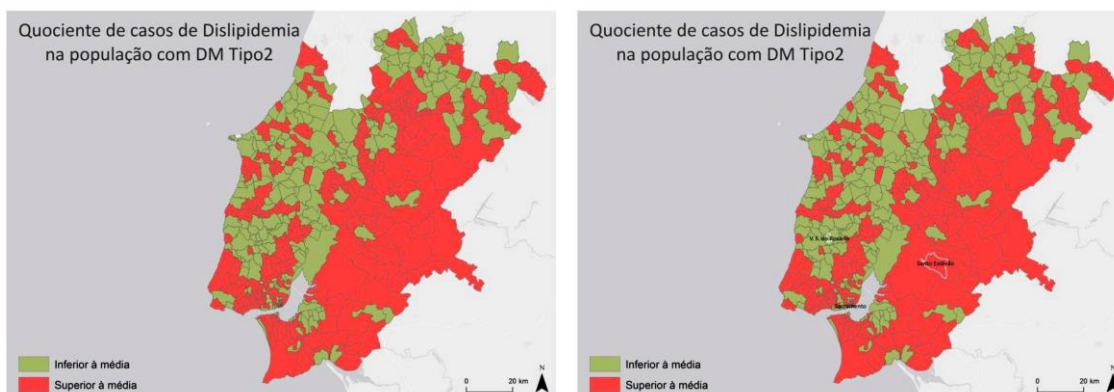 Quociente de casos de Dislipidemia
na população com DM Tipo2
Inferior à média
Superior à média
0 20 km
N
Quociente de casos de Dislipidemia
na população com DM Tipo2
Sacramento
Inferior à média
Superior à média
0 20 km
N